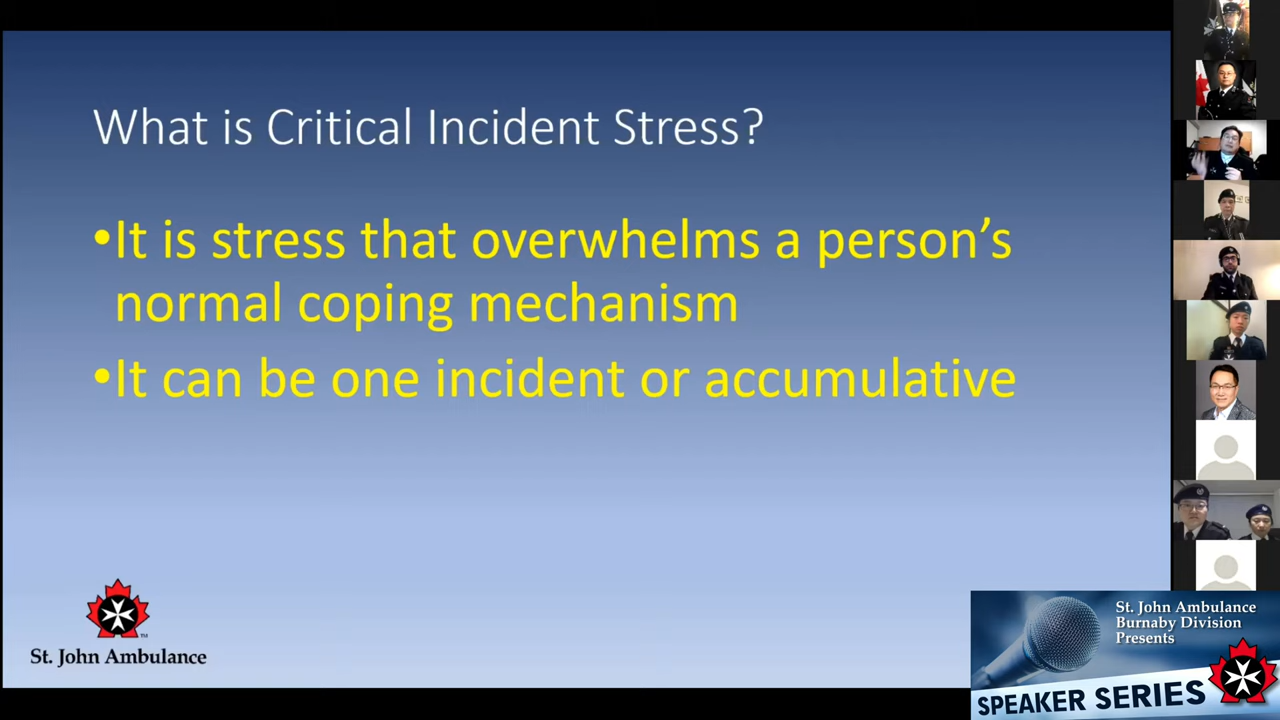 What is Critical Incident Stress?
•It is stress that overwhelms a person’s
normal coping mechanism
•It can be one incident or accumulative
TM
St. John Ambulance
St. John Ambulance
Burnaby Division
Presents
SPEAKER SERIES